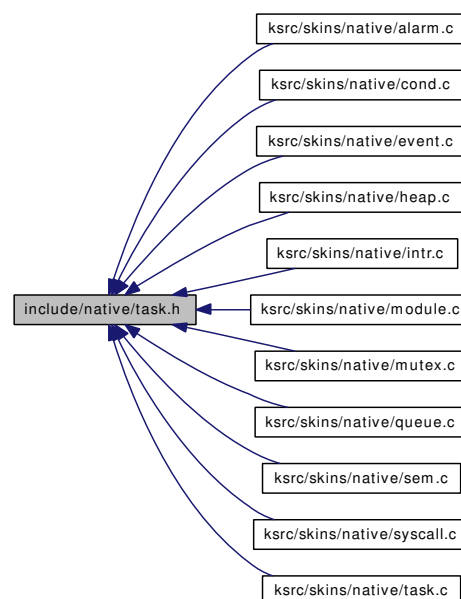 ksrc/skins/native/alarm.c
ksrc/skins/native/cond.c
ksrc/skins/native/event.c
ksrc/skins/native/heap.c
ksrc/skins/native/intr.c
include/native/task.h
ksrc/skins/native/module.c
ksrc/skins/native/mutex.c
ksrc/skins/native/queue.c
ksrc/skins/native/sem.c
ksrc/skins/native/syscall.c
ksrc/skins/native/task.c